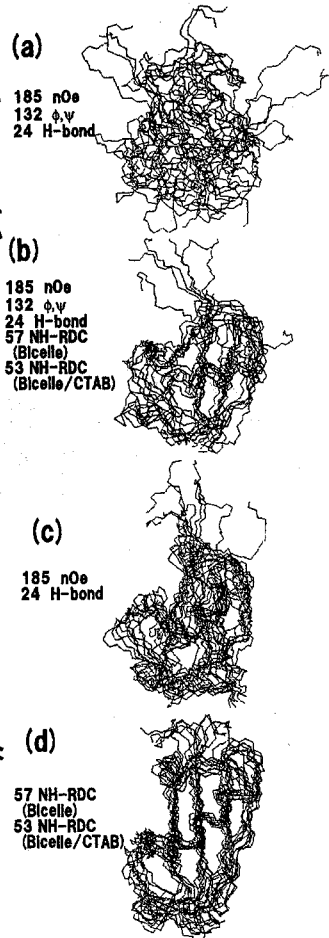 (a)
185 nOe
132 ϕ,ψ
24 H-bond
(b)
185 nOe
132 ϕ,ψ
24 H-bond
57 NH-RDC
(Bicelle)
53 NH-RDC
(Bicelle/CTAB)
(c)
185 nOe
24 H-bond
(d)
57 NH-RDC
(Bicelle)
53 NH-RDC
(Bicelle/CTAB)